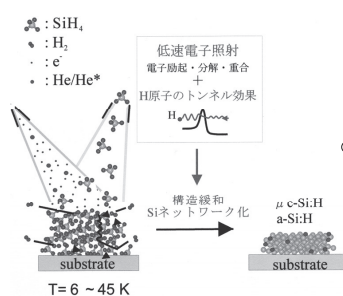 : SiH4
: H2
: e-
: He/He*
低速電子照射
電子励起・分解・重合
+
H原子のトンネル効果
H
構造緩和
Siネットワーク化
μ c-Si:H
a-Si:H
substrate
substrate
T= 6 ~ 45 K